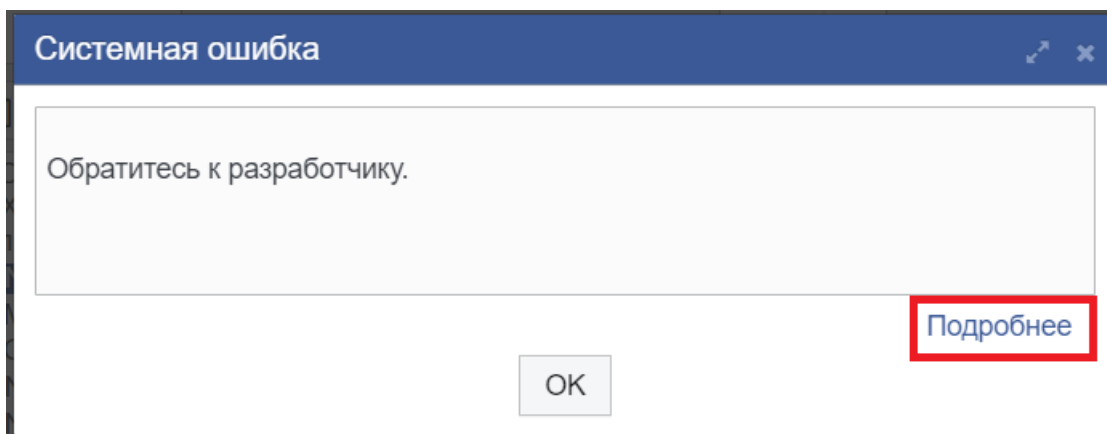 Системная ошибка
Обратитесь к разработчику.
Подробнее
OK